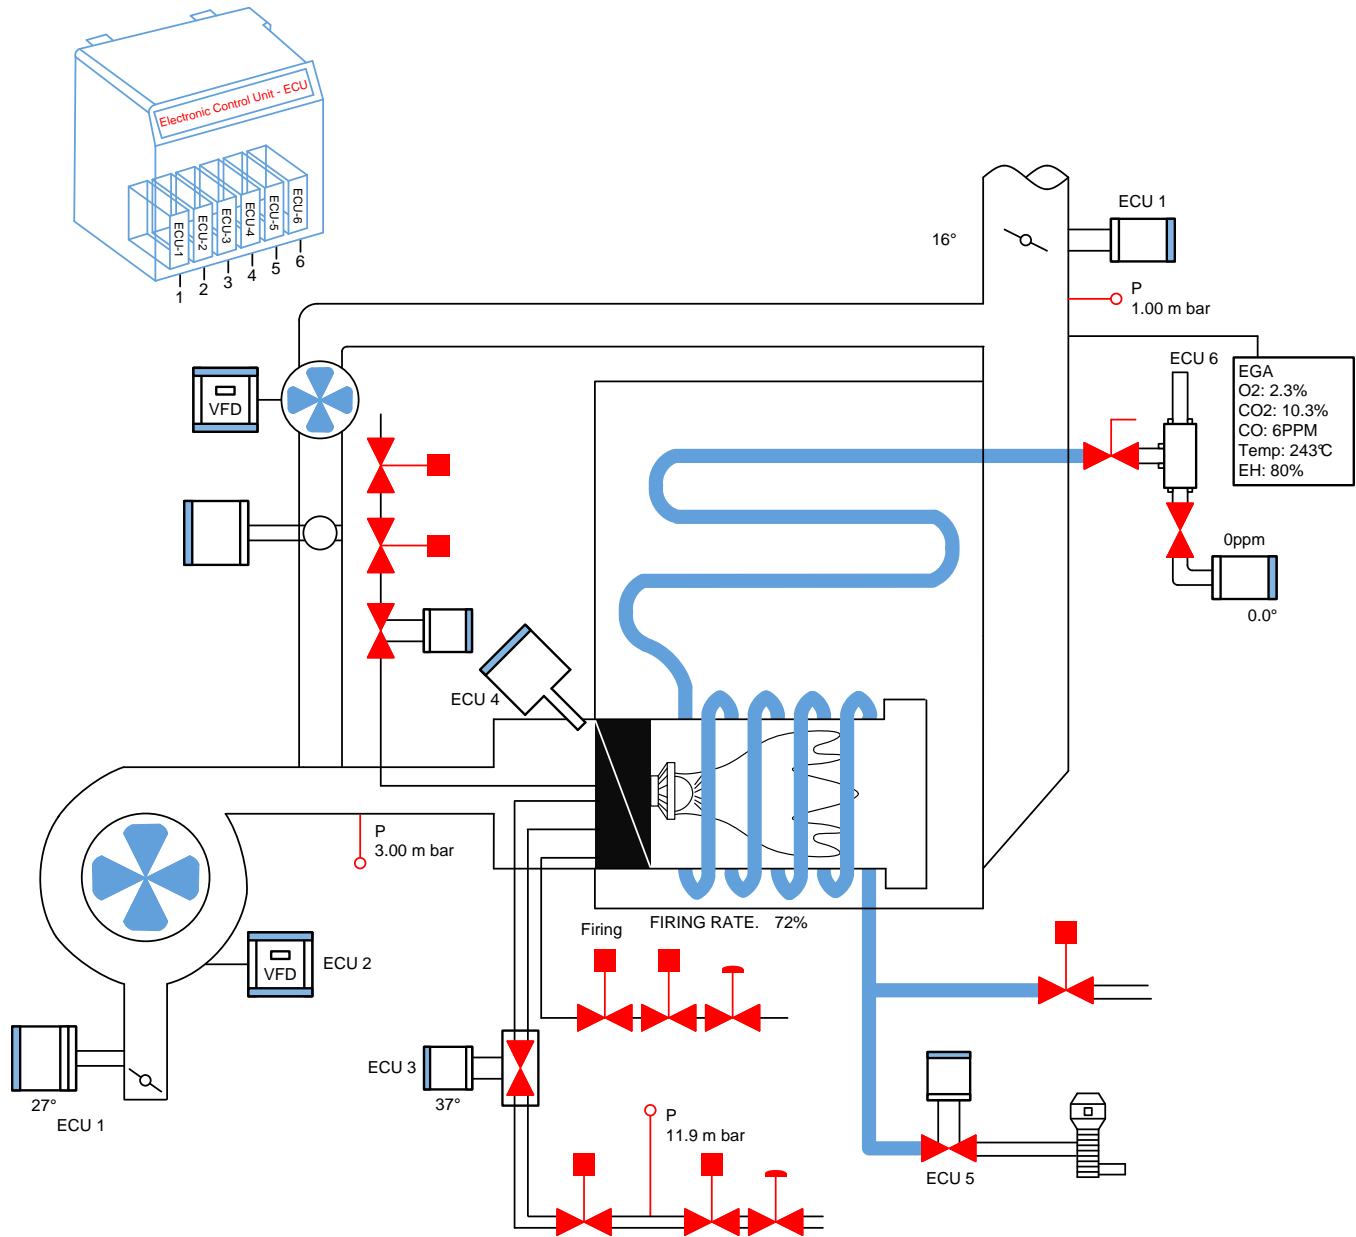 Electronic Control Unit - ECU
ECU-1
ECU-2
ECU-3
ECU-4
ECU-5
ECU-6
1
2
3
4
5
6
ECU 1
16°
P
1.00 m bar
ECU 6
EGA
O2: 2.3%
CO2: 10.3%
CO: 6PPM
Temp: 243°C
EH: 80%
VFD
0ppm
0.0°
ECU 4
P
3.00 m bar
Firing
FIRING RATE. 72%
VFD
ECU 2
ECU 3
37°
27°
ECU 1
P
11.9 m bar
ECU 5